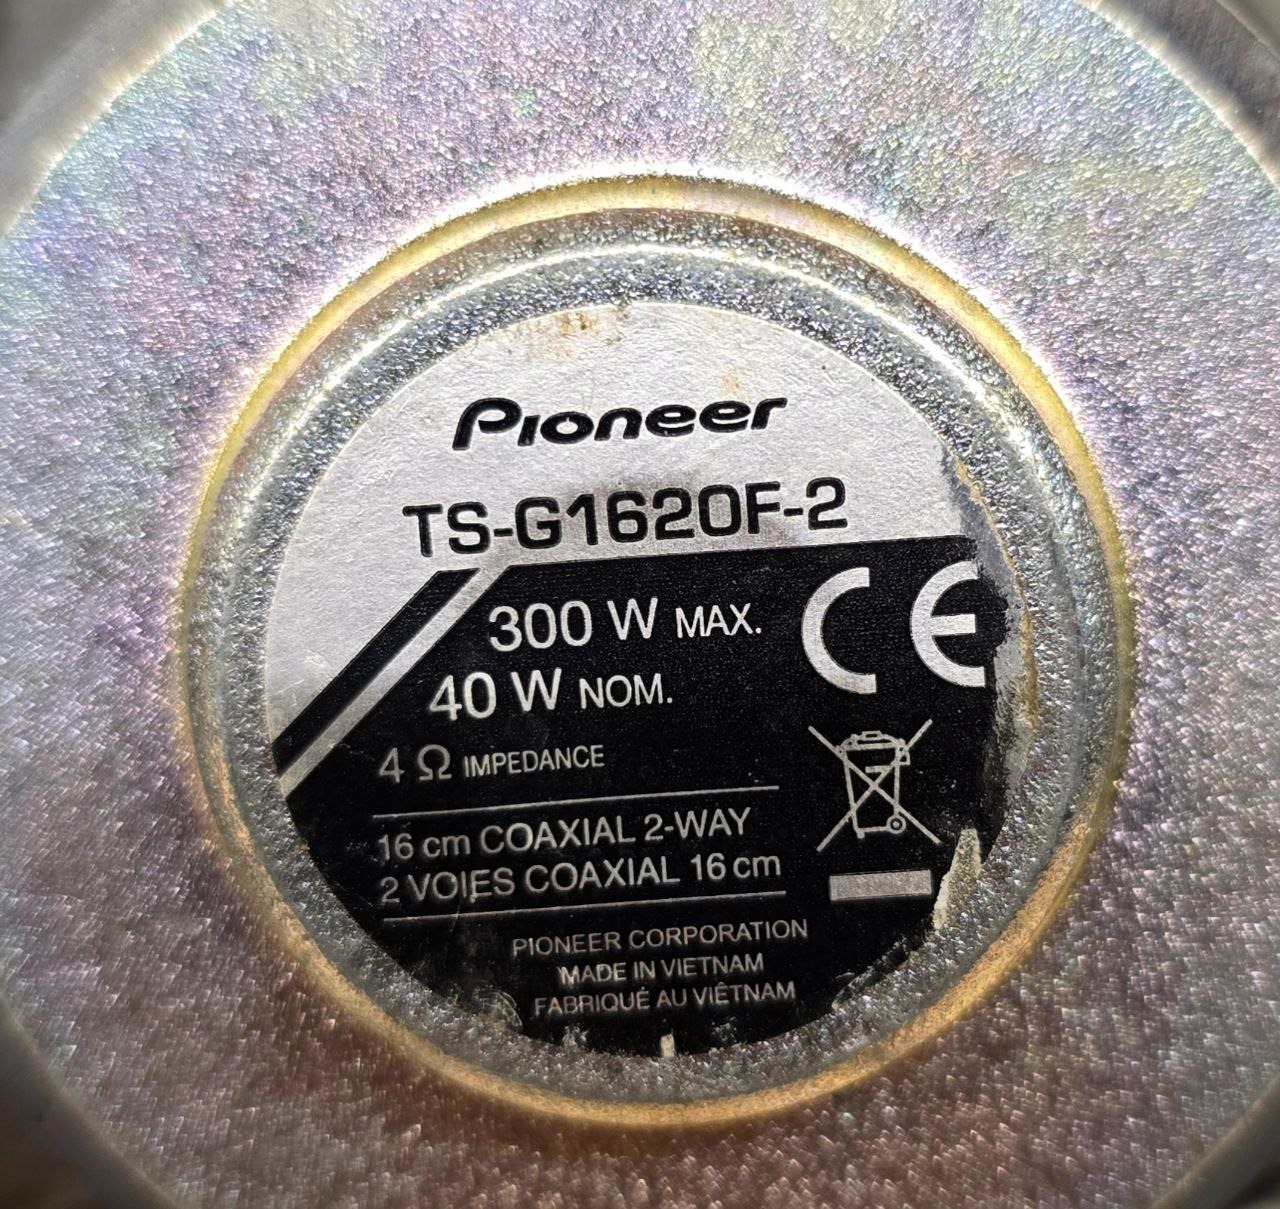 Pioneer
TS-G1620F-2
300 W MAX.
40 W NOM.
4 Ω IMPEDANCE
16 cm COAXIAL 2-WAY
2 VOIES COAXIAL 16 cm
PIONEER CORPORATION
MADE IN VIETNAM
FABRIQUÉ AU VIÊTNAM
CE